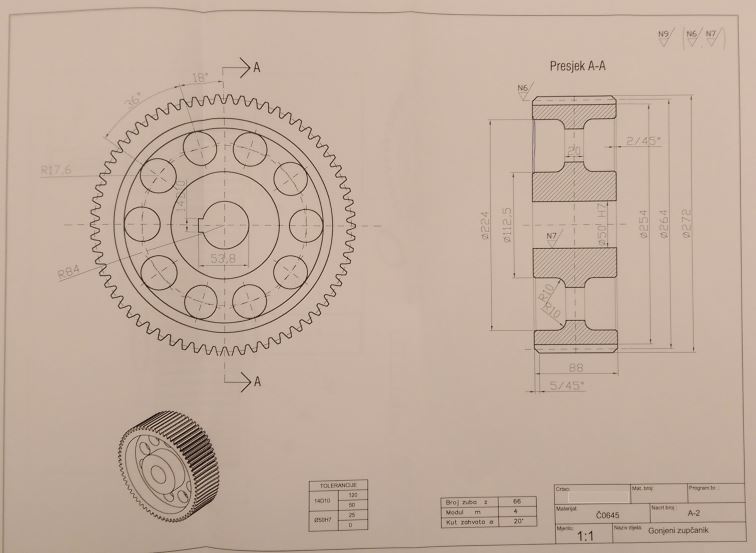 N9 ( N6 N7 )
Presjek A-A
A
18°
36°
R17.6
14D10
53,8
R84
A
N6
2/45°
20
Ø224
Ø112,5
N7
Ø50 H7
Ø254
Ø264
Ø272
R10
R10
88
5/45°
TOLERANCIJE
14D10 120
50
Ø50H7 25
0
Broj zuba z 66
Modul m 4
Kut zahvata α 20°
Crtao: Mat. broj: Program br.:
Materijal: Č0645 Nacrt broj: A-2
Mjerilo: 1:1 Naziv dijela: Gonjeni zupčanik